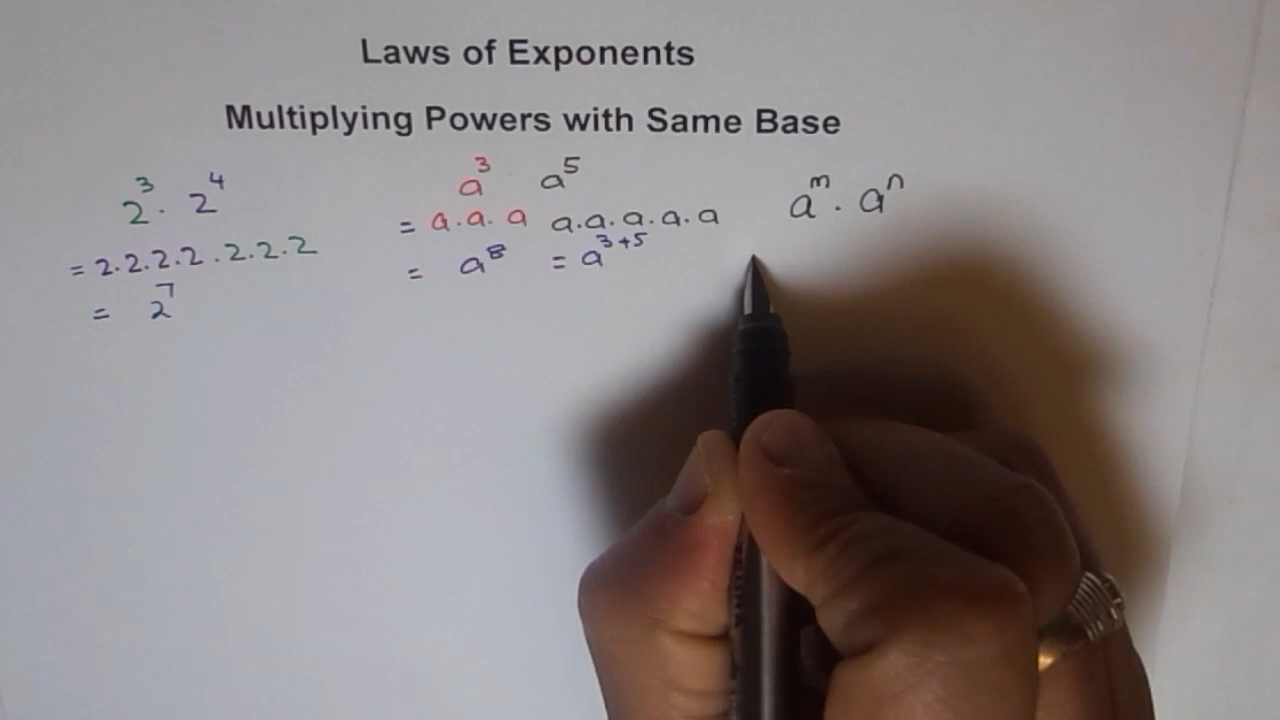 Laws of Exponents
Multiplying Powers with Same Base
2³ · 2⁴
= 2.2.2.2.2.2.2
= 2⁷
a³ a⁵
= a.a.a a.a.a.a.a
= a⁸ = a³⁺⁵
aᵐ · aⁿ